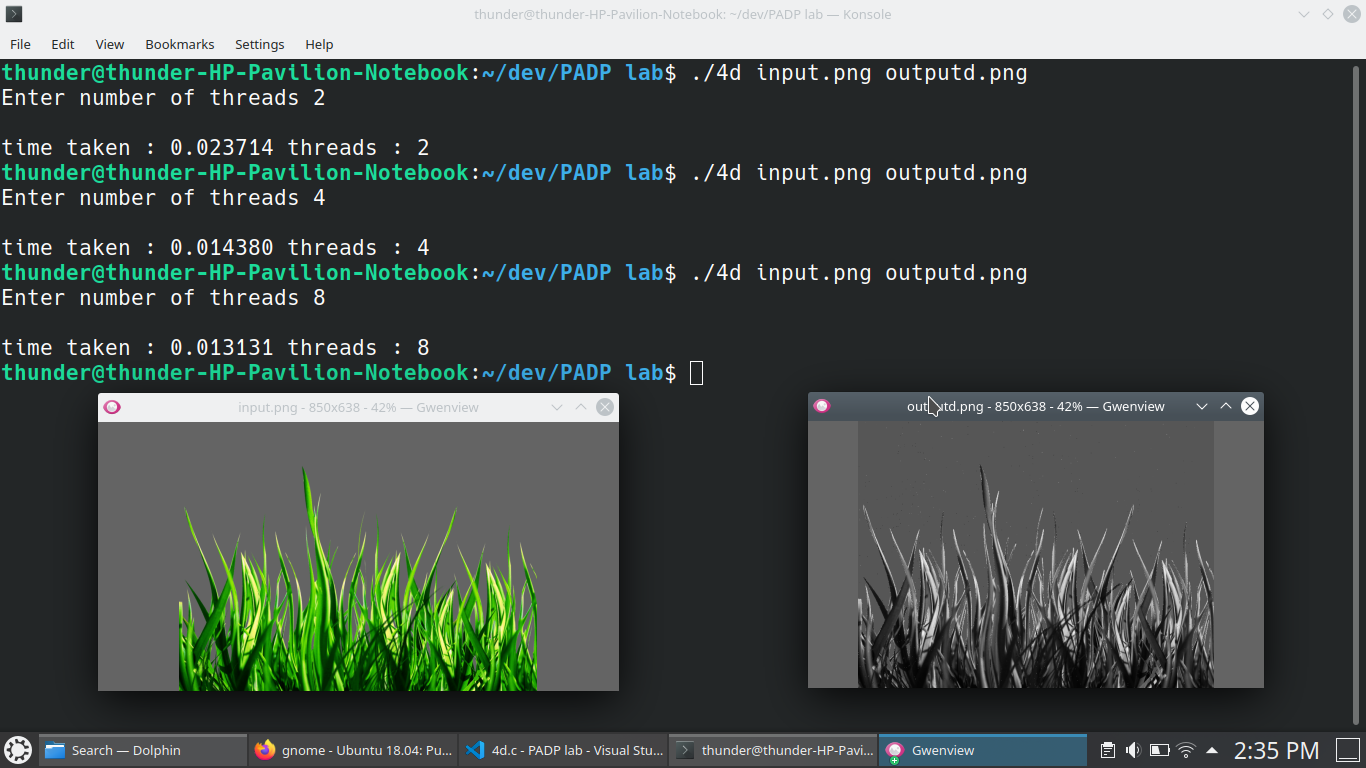 thunder@thunder-HP-Pavilion-Notebook: ~/dev/PADP lab — Konsole
File Edit View Bookmarks Settings Help
thunder@thunder-HP-Pavilion-Notebook:~/dev/PADP lab$ ./4d input.png outputd.png
Enter number of threads 2
time taken : 0.023714 threads : 2
thunder@thunder-HP-Pavilion-Notebook:~/dev/PADP lab$ ./4d input.png outputd.png
Enter number of threads 4
time taken : 0.014380 threads : 4
thunder@thunder-HP-Pavilion-Notebook:~/dev/PADP lab$ ./4d input.png outputd.png
Enter number of threads 8
time taken : 0.013131 threads : 8
thunder@thunder-HP-Pavilion-Notebook:~/dev/PADP lab$
input.png - 850x638 - 42% — Gwenview
outputd.png - 850x638 - 42% — Gwenview
Search — Dolphin
gnome - Ubuntu 18.04: Pu...
4d.c - PADP lab - Visual Stu...
thunder@thunder-HP-Pavi...
Gwenview
2:35 PM